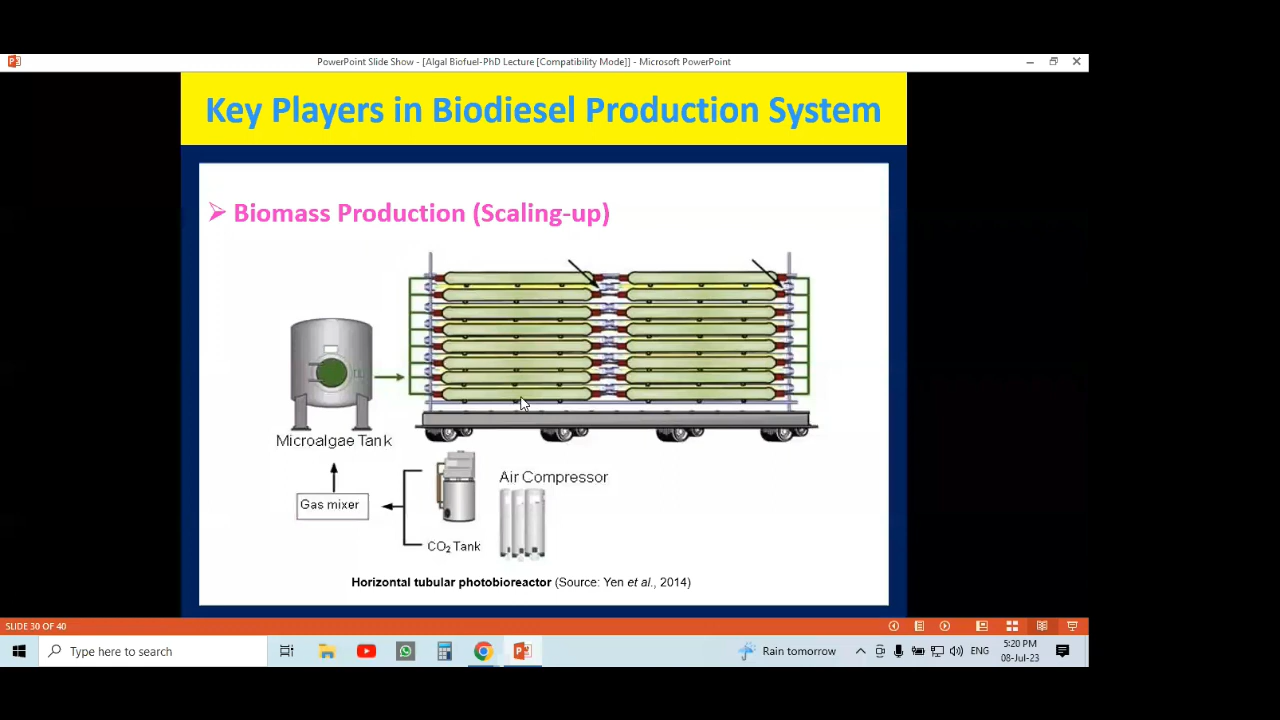 PowerPoint Slide Show - [Algal Biofuel-PhD Lecture [Compatibility Mode]] - Microsoft PowerPoint
Key Players in Biodiesel Production System
Biomass Production (Scaling-up)
Microalgae Tank
Gas mixer
Air Compressor
CO₂ Tank
Horizontal tubular photobioreactor (Source: Yen et al., 2014)
SLIDE 30 OF 40
Type here to search
Rain tomorrow
ENG
5:20 PM
08-Jul-23